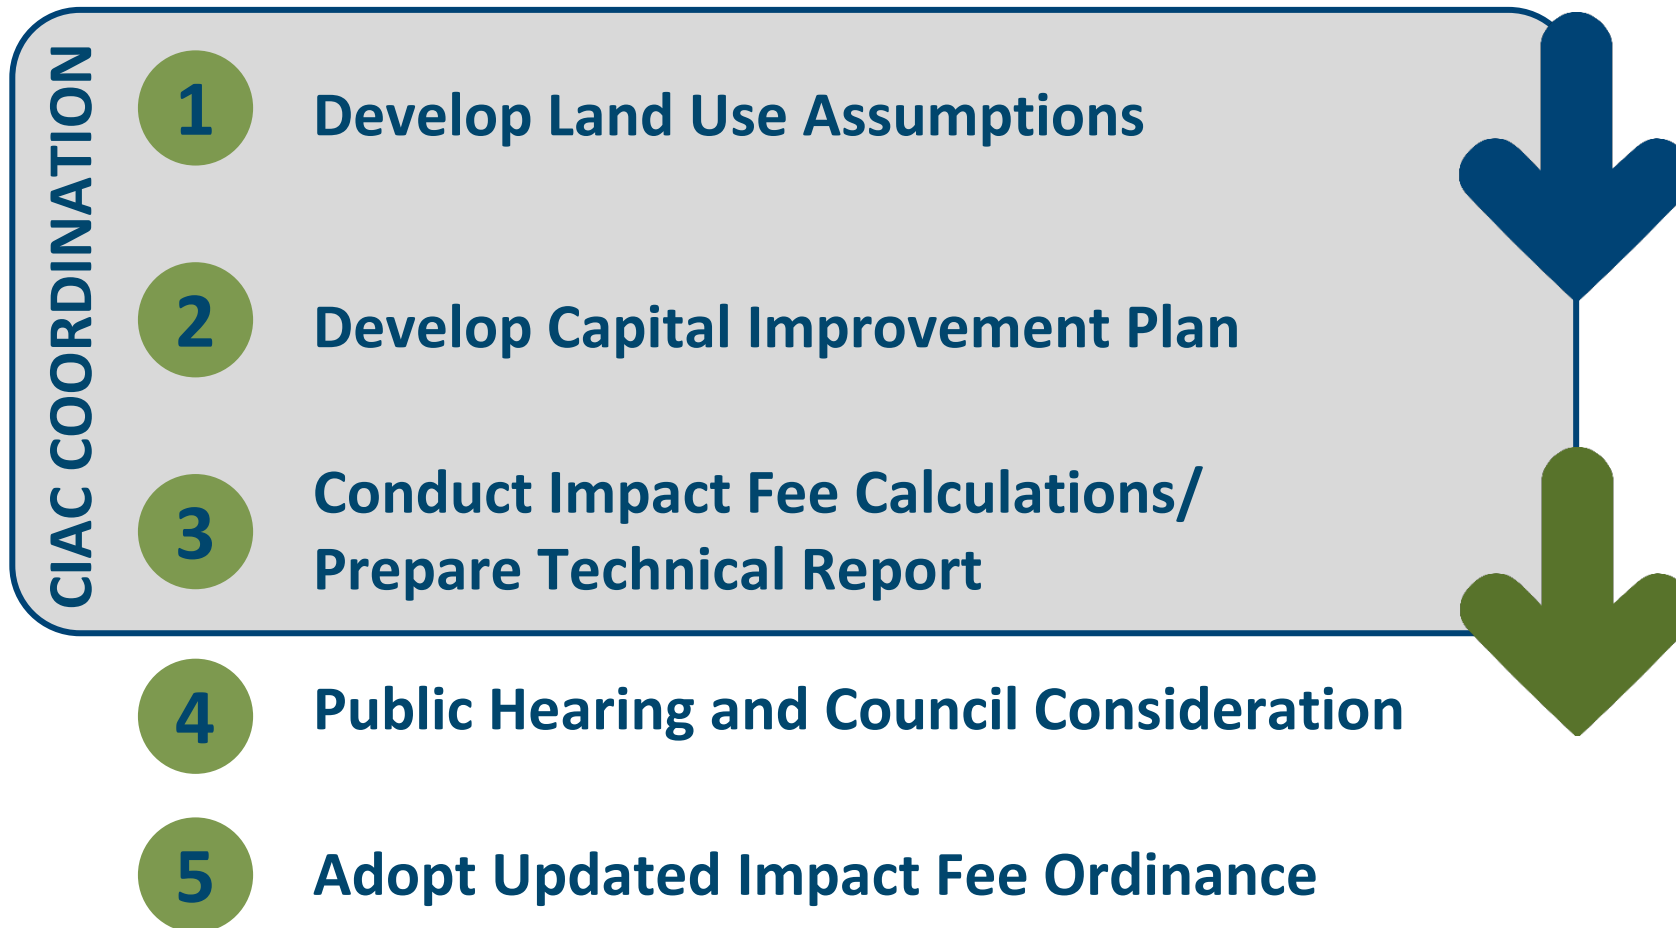 CIAC COORDINATION
1 Develop Land Use Assumptions
2 Develop Capital Improvement Plan
3 Conduct Impact Fee Calculations/
Prepare Technical Report
4 Public Hearing and Council Consideration
5 Adopt Updated Impact Fee Ordinance